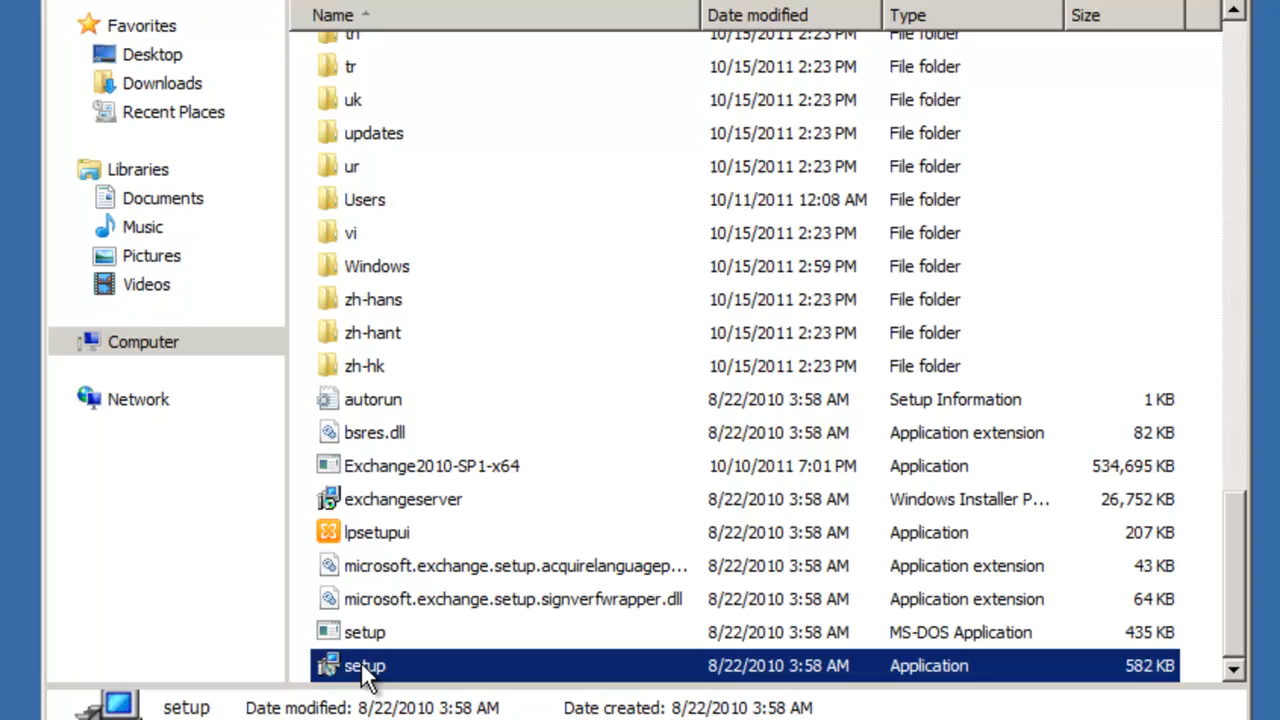 Favorites
Desktop
Downloads
Recent Places
Libraries
Documents
Music
Pictures
Videos
Computer
Network
Name Date modified Type Size
10/15/2011 2:23 PM File folder
tr 10/15/2011 2:23 PM File folder
uk 10/15/2011 2:23 PM File folder
updates 10/15/2011 2:23 PM File folder
ur 10/15/2011 2:23 PM File folder
Users 10/11/2011 12:08 AM File folder
vi 10/15/2011 2:23 PM File folder
Windows 10/15/2011 2:59 PM File folder
zh-hans 10/15/2011 2:23 PM File folder
zh-hant 10/15/2011 2:23 PM File folder
zh-hk 10/15/2011 2:23 PM File folder
autorun 8/22/2010 3:58 AM Setup Information 1 KB
bsres.dll 8/22/2010 3:58 AM Application extension 82 KB
Exchange2010-SP1-x64 10/10/2011 7:01 PM Application 534,695 KB
exchangeserver 8/22/2010 3:58 AM Windows Installer P... 26,752 KB
lpsetupui 8/22/2010 3:58 AM Application 207 KB
microsoft.exchange.setup.acquirelanguagep... 8/22/2010 3:58 AM Application extension 43 KB
microsoft.exchange.setup.signverfwrapper.dll 8/22/2010 3:58 AM Application extension 64 KB
setup 8/22/2010 3:58 AM MS-DOS Application 435 KB
setup 8/22/2010 3:58 AM Application 582 KB
setup Date modified: 8/22/2010 3:58 AM Date created: 8/22/2010 3:58 AM